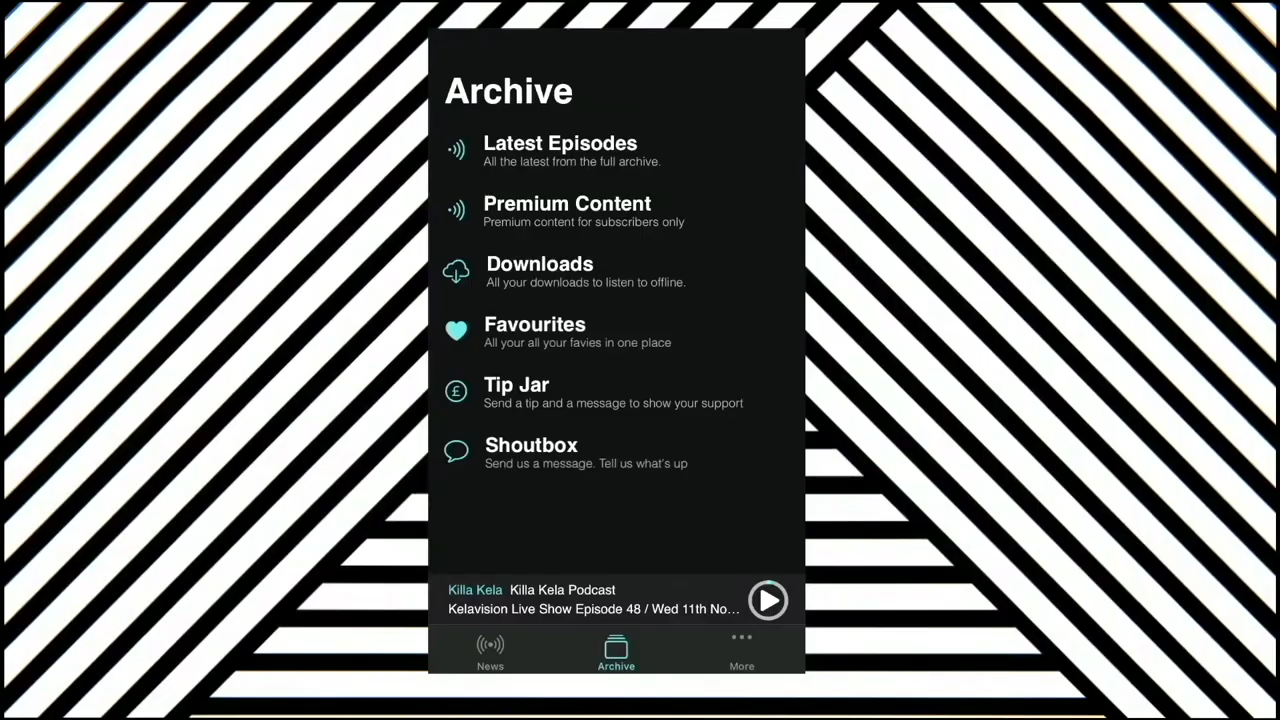 Archive
Latest Episodes
All the latest from the full archive.
Premium Content
Premium content for subscribers only
Downloads
All your downloads to listen to offline.
Favourites
All your all your favies in one place
£
Tip Jar
Send a tip and a message to show your support
Shoutbox
Send us a message. Tell us what's up
Killa Kela Killa Kela Podcast
Kelavision Live Show Episode 48 / Wed 11th No...
News
Archive
More